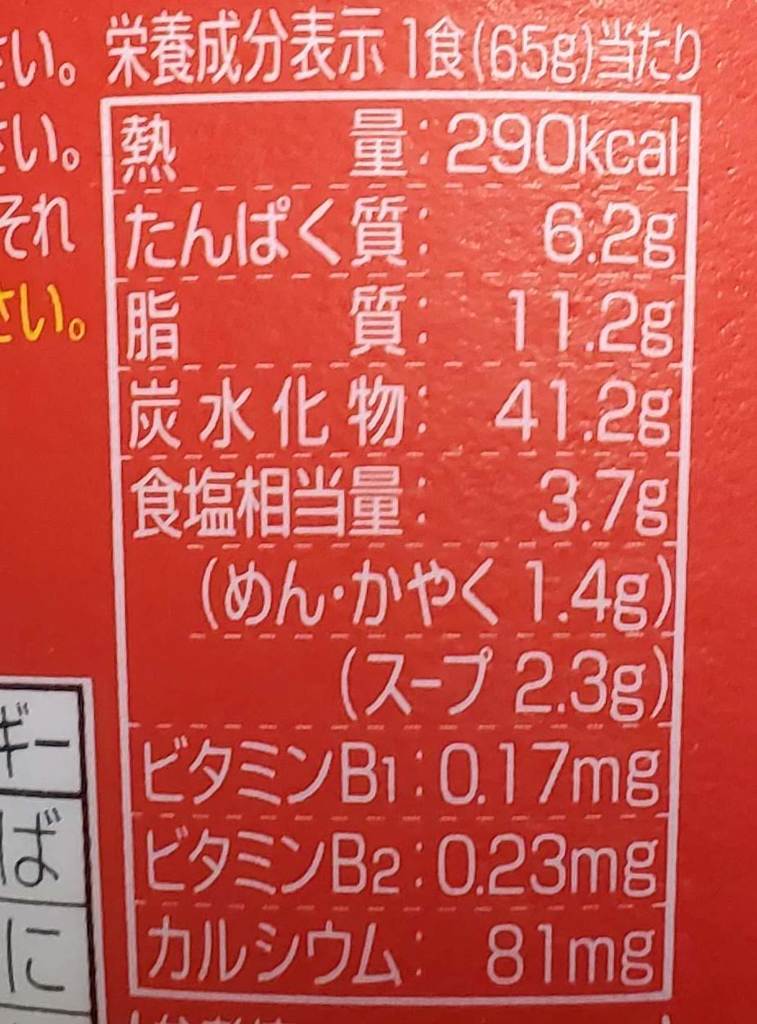 さい。
さい。
それ
さい。
栄養成分表示 1食(65g)当たり
熱量:290kcal
たんぱく質: 6.2g
脂質: 11.2g
炭水化物: 41.2g
食塩相当量: 3.7g
(めん・かやく 1.4g)
(スープ 2.3g)
ビタミンB1:0.17mg
ビタミンB2:0.23mg
カルシウム: 81mg
ギー
ば
に